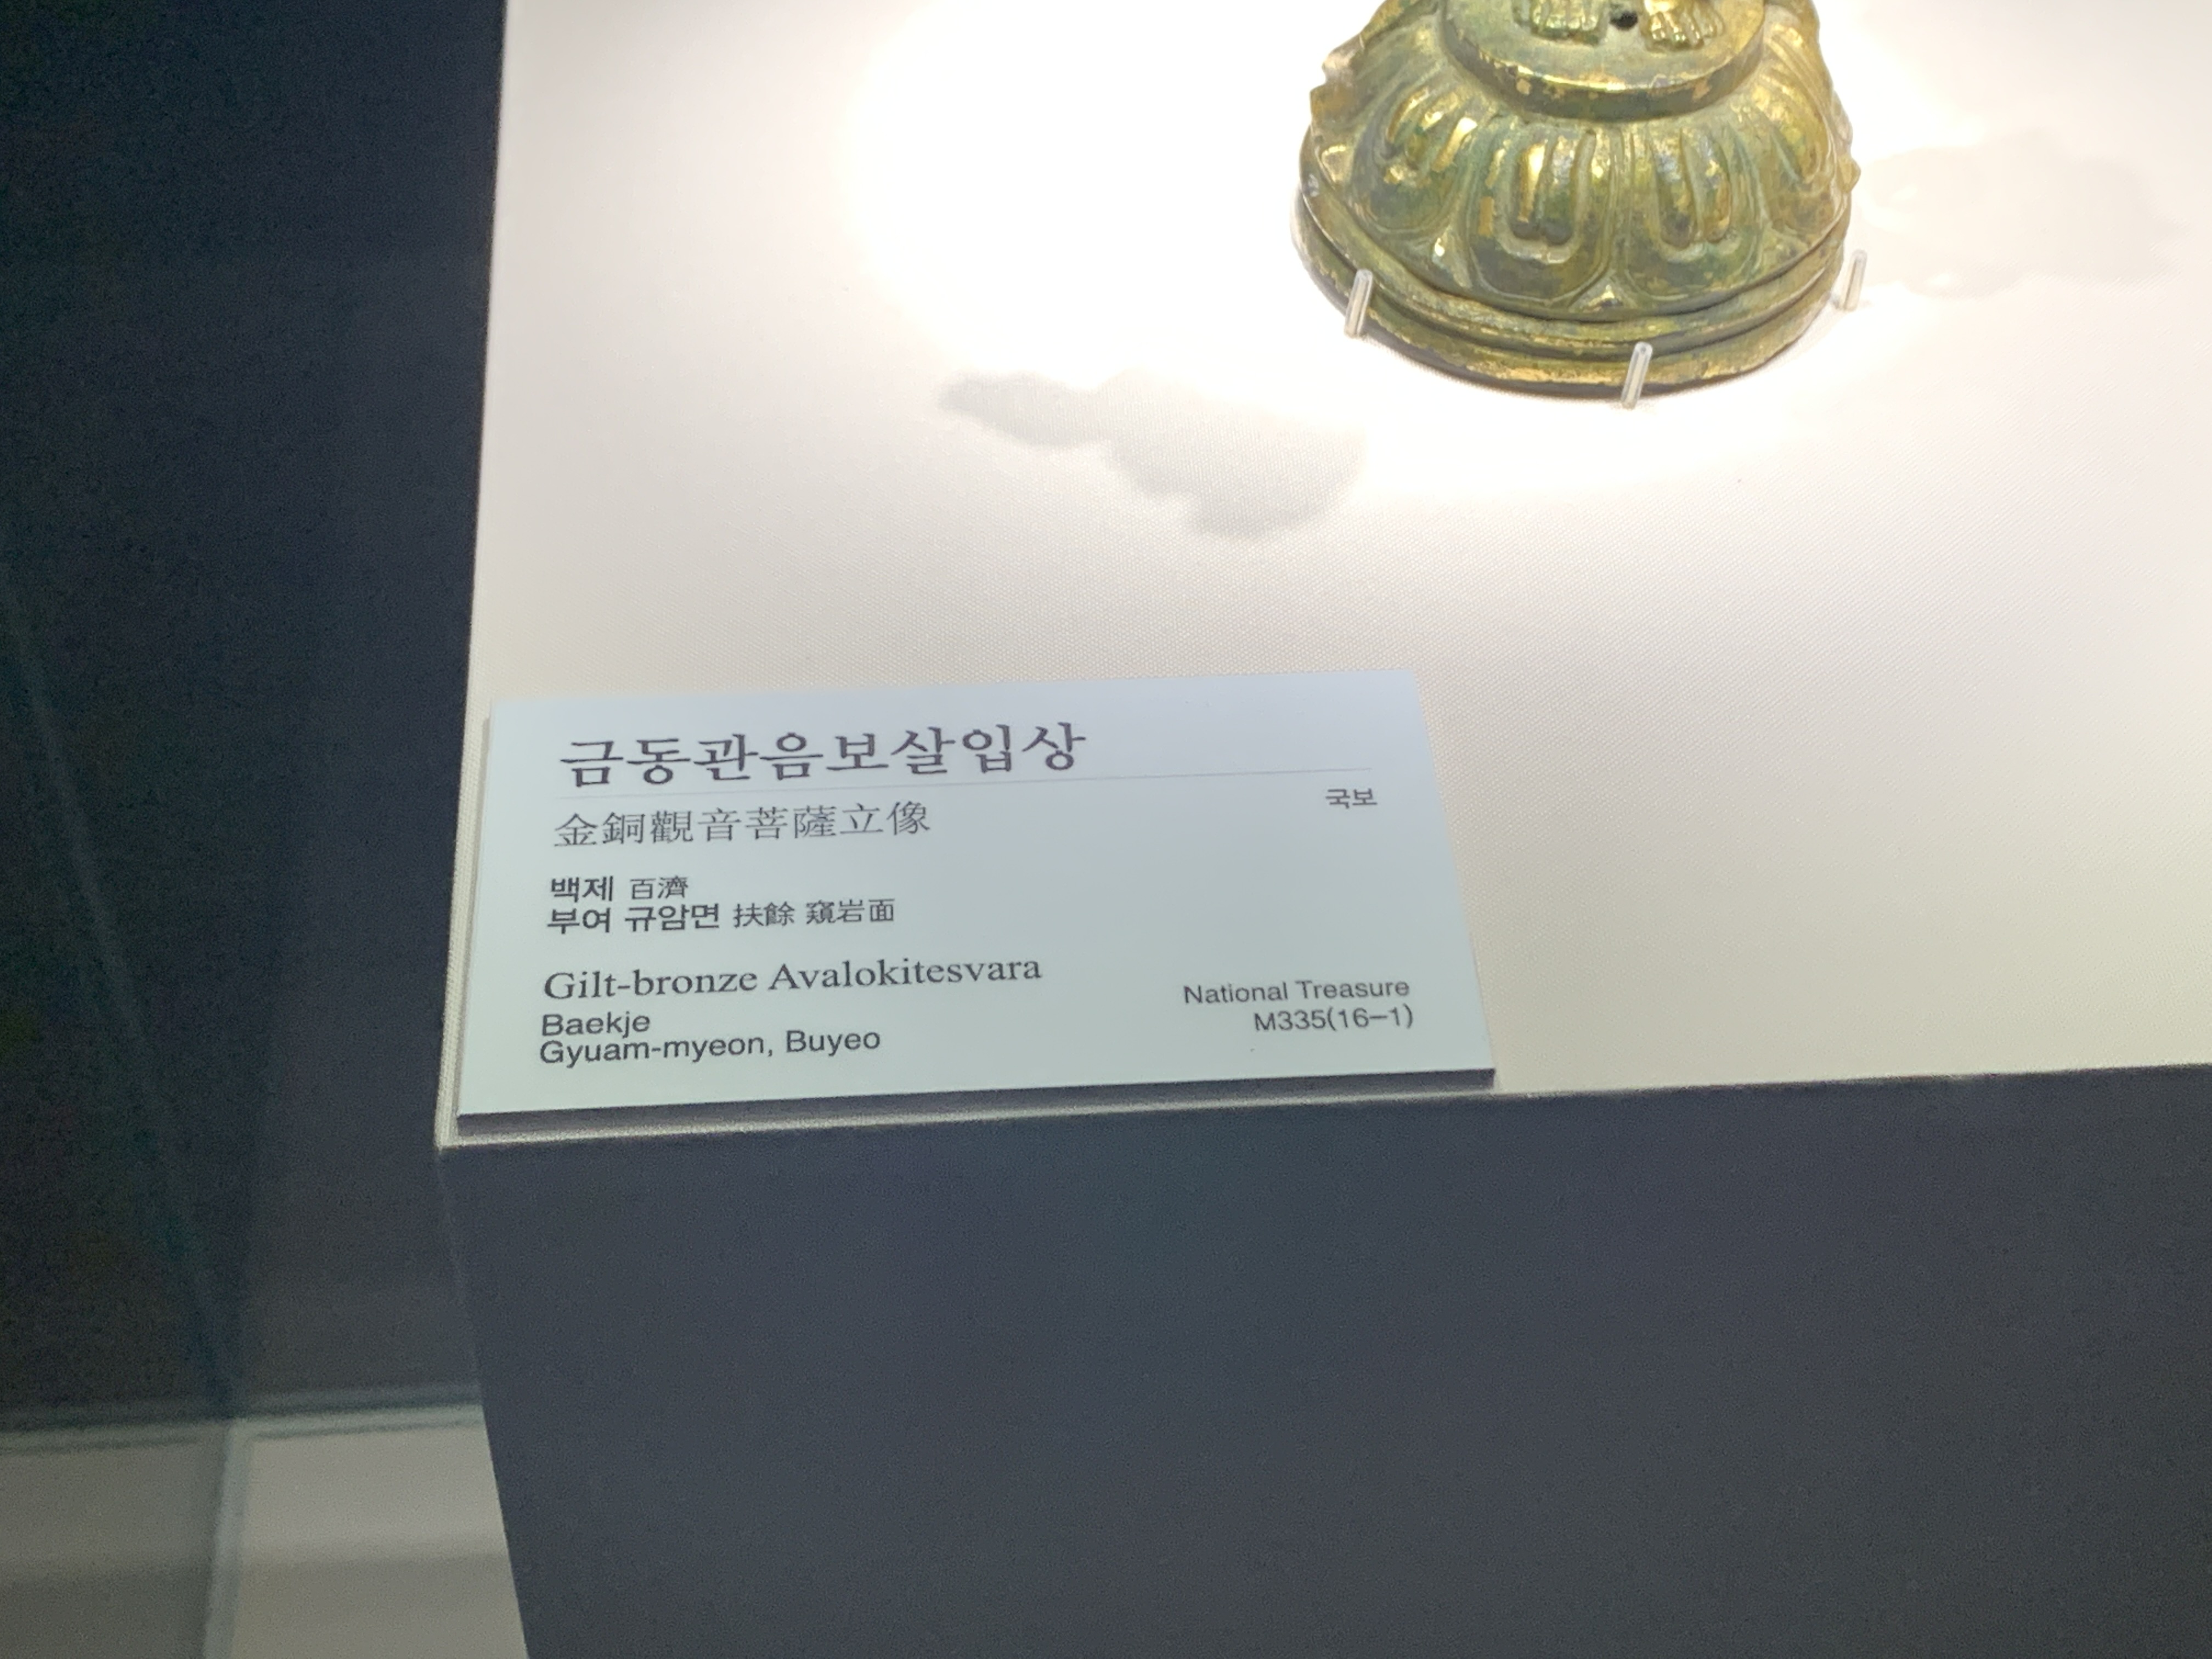 금동관음보살입상
국보
金銅觀音菩薩立像
백제 百濟
부여 규암면 扶餘 窺岩面
Gilt-bronze Avalokitesvara
Baekje
Gyuam-myeon, Buyeo
National Treasure
M335(16-1)